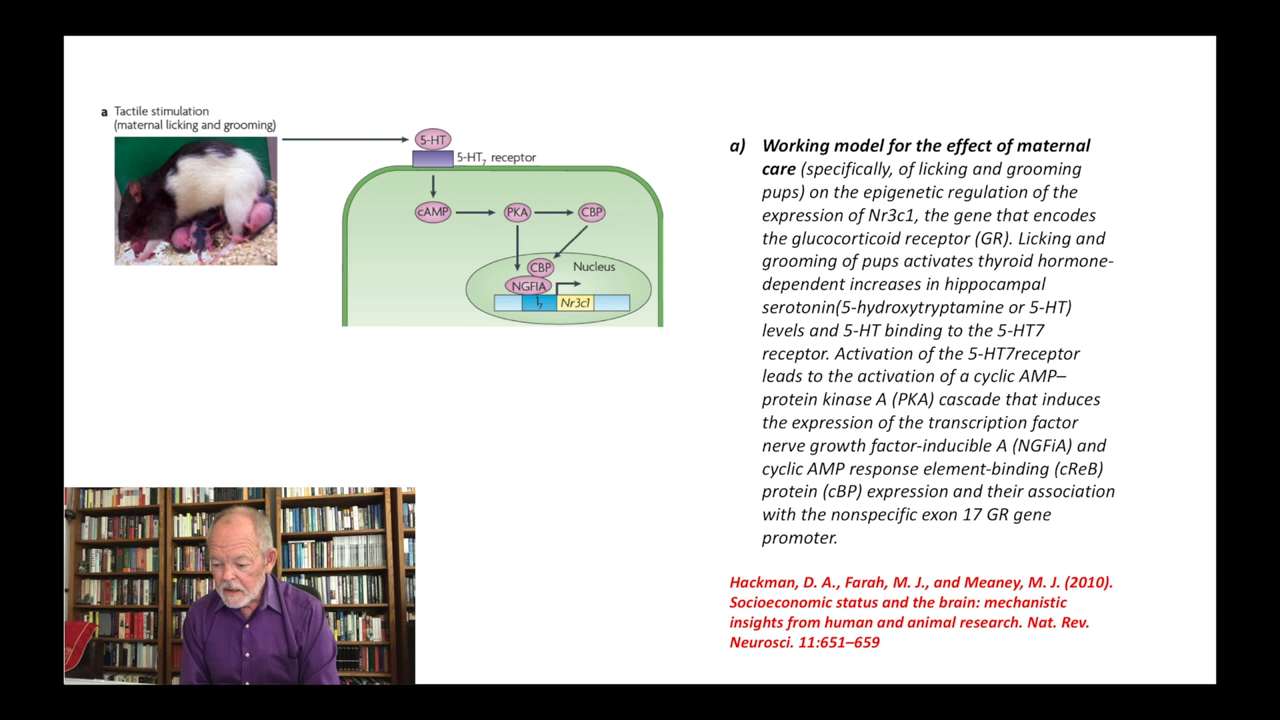 a Tactile stimulation
(maternal licking and grooming)
5-HT
5-HT7 receptor
cAMP
PKA
CBP
CBP
Nucleus
NGFIA
17
Nr3c1
a) Working model for the effect of maternal
care (specifically, of licking and grooming
pups) on the epigenetic regulation of the
expression of Nr3c1, the gene that encodes
the glucocorticoid receptor (GR). Licking and
grooming of pups activates thyroid hormone-
dependent increases in hippocampal
serotonin(5-hydroxytryptamine or 5-HT)
levels and 5-HT binding to the 5-HT7
receptor. Activation of the 5-HT7receptor
leads to the activation of a cyclic AMP–
protein kinase A (PKA) cascade that induces
the expression of the transcription factor
nerve growth factor-inducible A (NGFiA) and
cyclic AMP response element-binding (cReB)
protein (cBP) expression and their association
with the nonspecific exon 17 GR gene
promoter.
Hackman, D. A., Farah, M. J., and Meaney, M. J. (2010).
Socioeconomic status and the brain: mechanistic
insights from human and animal research. Nat. Rev.
Neurosci. 11:651–659